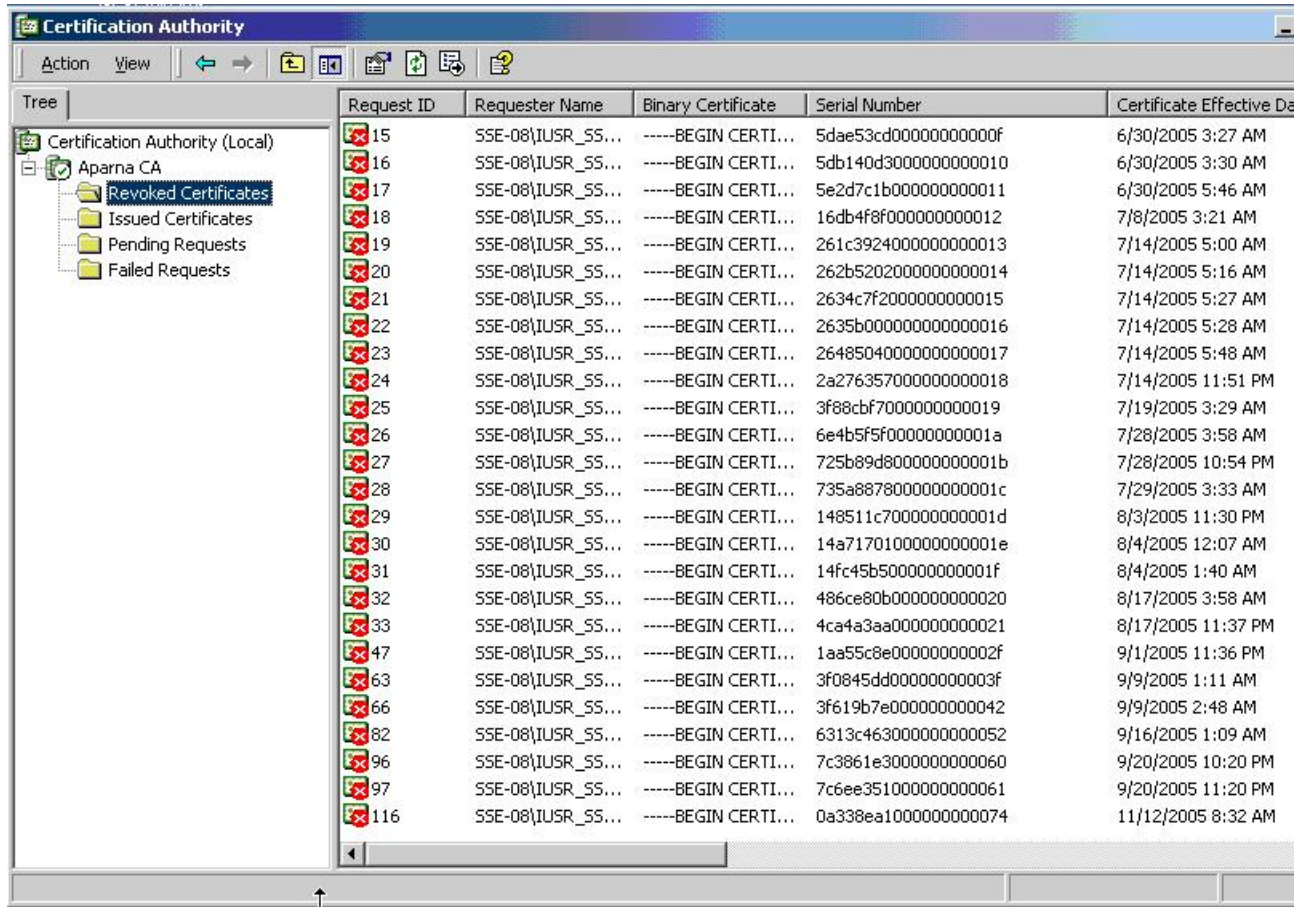 Certification Authority
Action View
Tree
Request ID Requester Name Binary Certificate Serial Number Certificate Effective Da
Certification Authority (Local)
Aparna CA
Revoked Certificates
Issued Certificates
Pending Requests
Failed Requests
15 SSE-08\IUSR_SS... -----BEGIN CERTI... 5dae53cd00000000000f 6/30/2005 3:27 AM
16 SSE-08\IUSR_SS... -----BEGIN CERTI... 5db140d3000000000010 6/30/2005 3:30 AM
17 SSE-08\IUSR_SS... -----BEGIN CERTI... 5e2d7c1b000000000011 6/30/2005 5:46 AM
18 SSE-08\IUSR_SS... -----BEGIN CERTI... 16db4f8f000000000012 7/8/2005 3:21 AM
19 SSE-08\IUSR_SS... -----BEGIN CERTI... 261c3924000000000013 7/14/2005 5:00 AM
20 SSE-08\IUSR_SS... -----BEGIN CERTI... 262b5202000000000014 7/14/2005 5:16 AM
21 SSE-08\IUSR_SS... -----BEGIN CERTI... 2634c7f2000000000015 7/14/2005 5:27 AM
22 SSE-08\IUSR_SS... -----BEGIN CERTI... 2635b000000000000016 7/14/2005 5:28 AM
23 SSE-08\IUSR_SS... -----BEGIN CERTI... 26485040000000000017 7/14/2005 5:48 AM
24 SSE-08\IUSR_SS... -----BEGIN CERTI... 2a276357000000000018 7/14/2005 11:51 PM
25 SSE-08\IUSR_SS... -----BEGIN CERTI... 3f88cbf7000000000019 7/19/2005 3:29 AM
26 SSE-08\IUSR_SS... -----BEGIN CERTI... 6e4b5f5f00000000001a 7/28/2005 3:58 AM
27 SSE-08\IUSR_SS... -----BEGIN CERTI... 725b89d800000000001b 7/28/2005 10:54 PM
28 SSE-08\IUSR_SS... -----BEGIN CERTI... 735a887800000000001c 7/29/2005 3:33 AM
29 SSE-08\IUSR_SS... -----BEGIN CERTI... 148511c700000000001d 8/3/2005 11:30 PM
30 SSE-08\IUSR_SS... -----BEGIN CERTI... 14a7170100000000001e 8/4/2005 12:07 AM
31 SSE-08\IUSR_SS... -----BEGIN CERTI... 14fc45b500000000001f 8/4/2005 1:40 AM
32 SSE-08\IUSR_SS... -----BEGIN CERTI... 486ce80b000000000020 8/17/2005 3:58 AM
33 SSE-08\IUSR_SS... -----BEGIN CERTI... 4ca4a3aa000000000021 8/17/2005 11:37 PM
47 SSE-08\IUSR_SS... -----BEGIN CERTI... 1aa55c8e00000000002f 9/1/2005 11:36 PM
63 SSE-08\IUSR_SS... -----BEGIN CERTI... 3f0845dd00000000003f 9/9/2005 1:11 AM
66 SSE-08\IUSR_SS... -----BEGIN CERTI... 3f619b7e000000000042 9/9/2005 2:48 AM
82 SSE-08\IUSR_SS... -----BEGIN CERTI... 6313c463000000000052 9/16/2005 1:09 AM
96 SSE-08\IUSR_SS... -----BEGIN CERTI... 7c3861e3000000000060 9/20/2005 10:20 PM
97 SSE-08\IUSR_SS... -----BEGIN CERTI... 7c6ee351000000000061 9/20/2005 11:20 PM
116 SSE-08\IUSR_SS... -----BEGIN CERTI... 0a338ea1000000000074 11/12/2005 8:32 AM